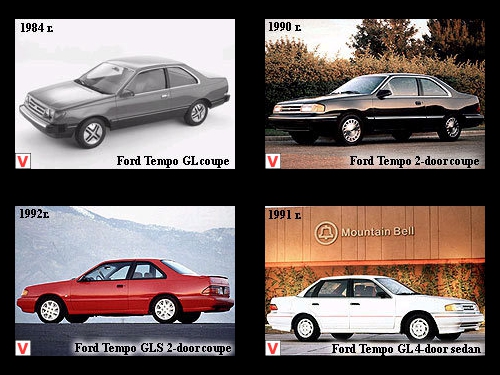 1984 г.
V
Ford Tempo GL coupe
1990 г.
V
Ford Tempo 2-door coupe
1992г.
V
Ford Tempo GLS 2-door coupe
1991 г.
Mountain Bell
V
Ford Tempo GL 4-door sedan